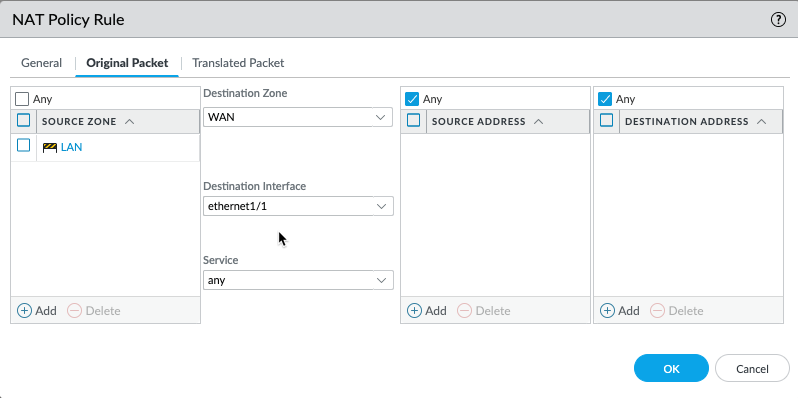 NAT Policy Rule
?
General
Original Packet
Translated Packet
Any
SOURCE ZONE
LAN
Add
Delete
Destination Zone
WAN
Destination Interface
ethernet1/1
Service
any
Any
SOURCE ADDRESS
Add
Delete
Any
DESTINATION ADDRESS
Add
Delete
OK
Cancel